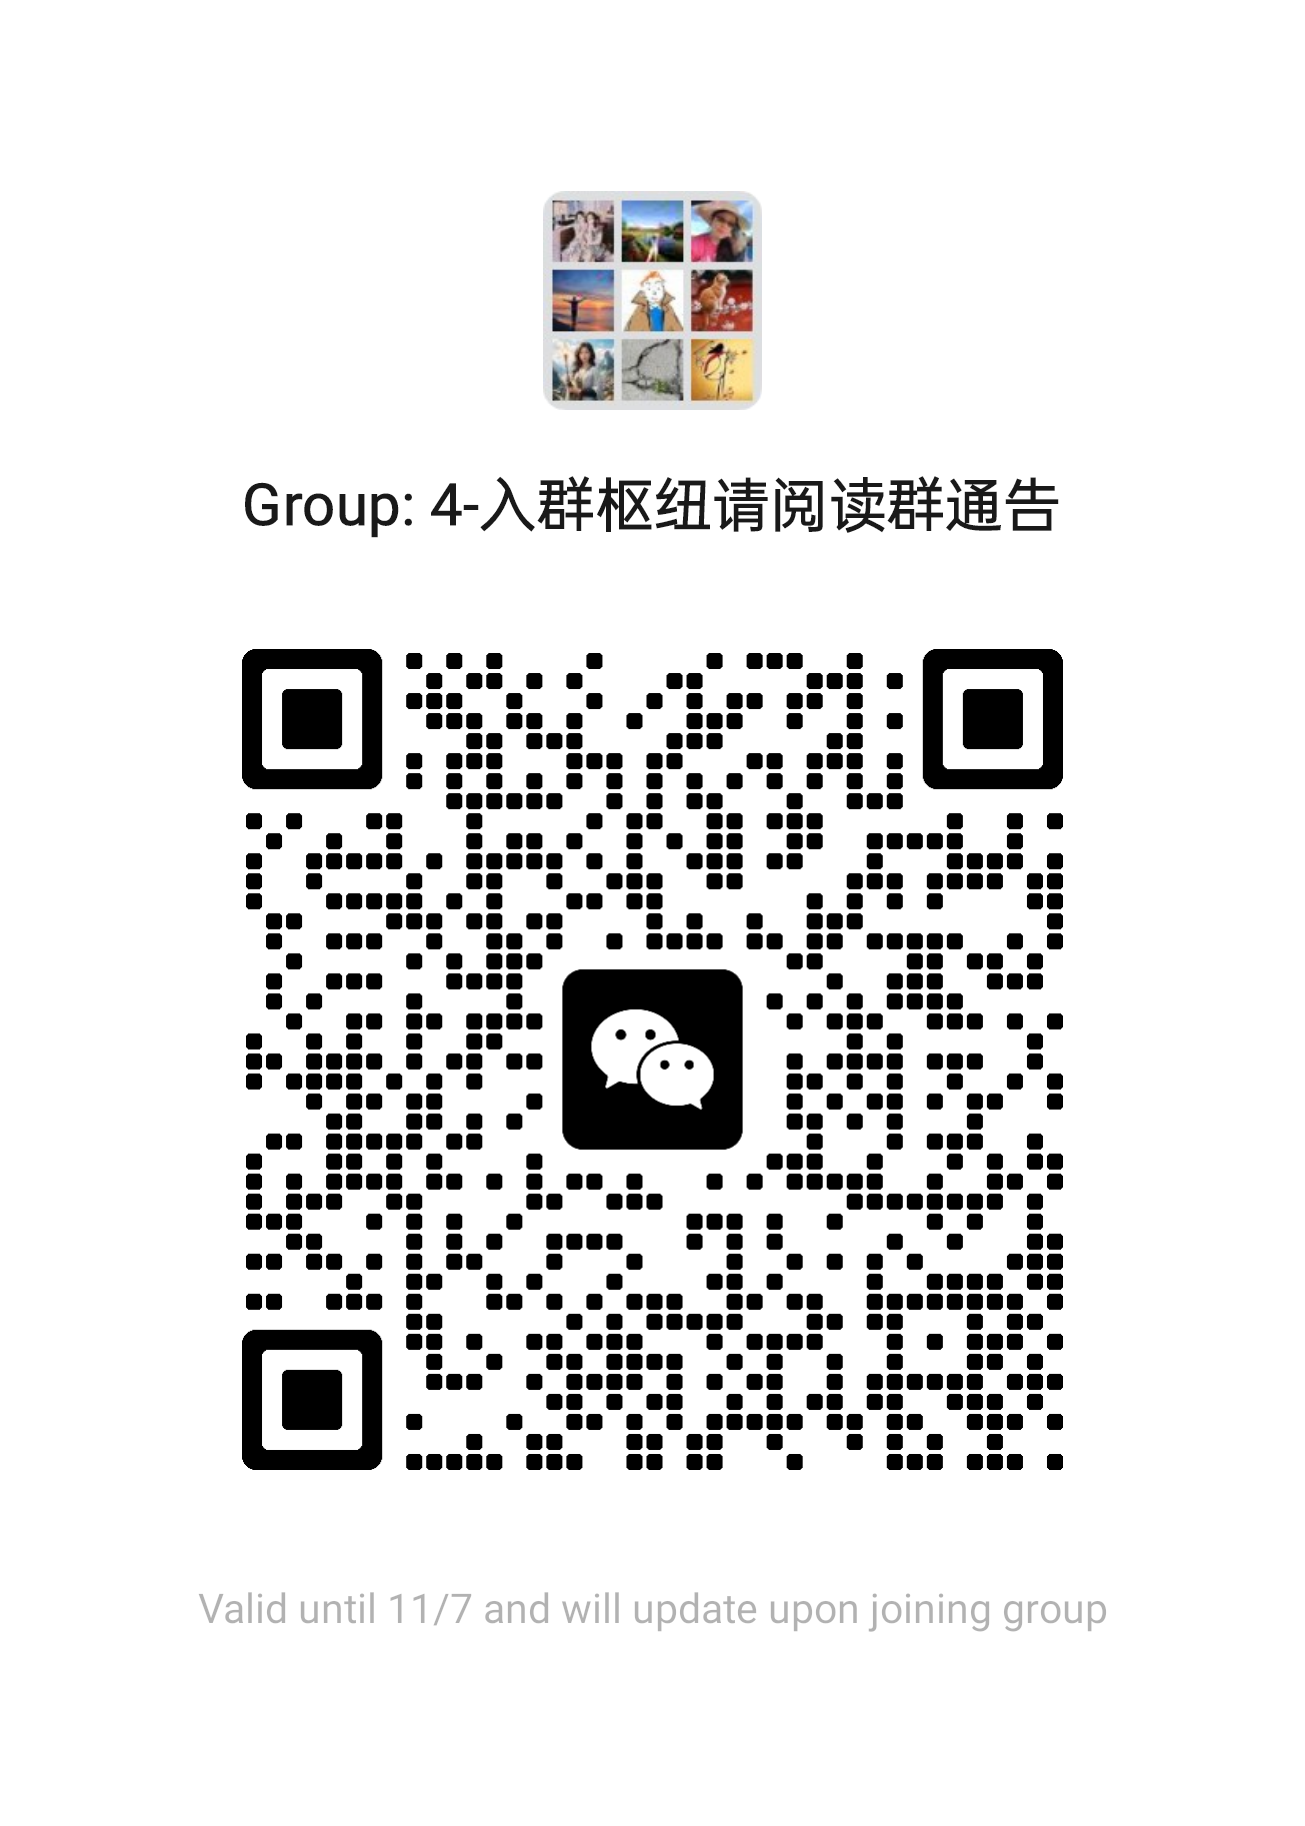 Group: 4-入群枢纽请阅读群通告
Valid until 11/7 and will update upon joining group